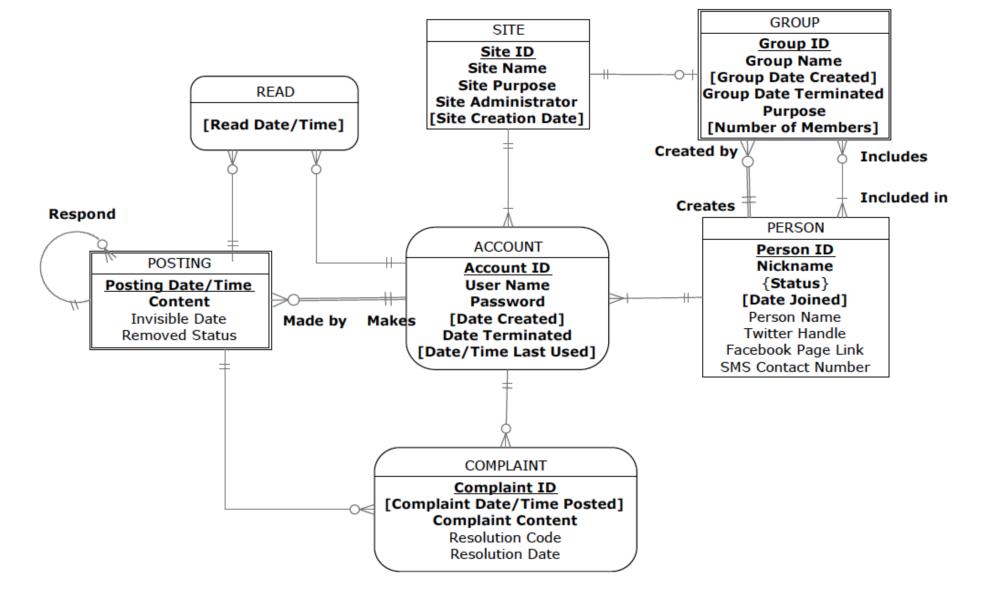 SITE
Site ID
Site Name
Site Purpose
Site Administrator
[Site Creation Date]
GROUP
Group ID
Group Name
[Group Date Created]
Group Date Terminated
Purpose
[Number of Members]
READ
[Read Date/Time]
Created by
Includes
Creates
Included in
Respond
POSTING
Posting Date/Time
Content
Invisible Date
Removed Status
Made by
Makes
ACCOUNT
Account ID
User Name
Password
[Date Created]
Date Terminated
[Date/Time Last Used]
PERSON
Person ID
Nickname
{Status}
[Date Joined]
Person Name
Twitter Handle
Facebook Page Link
SMS Contact Number
COMPLAINT
Complaint ID
[Complaint Date/Time Posted]
Complaint Content
Resolution Code
Resolution Date